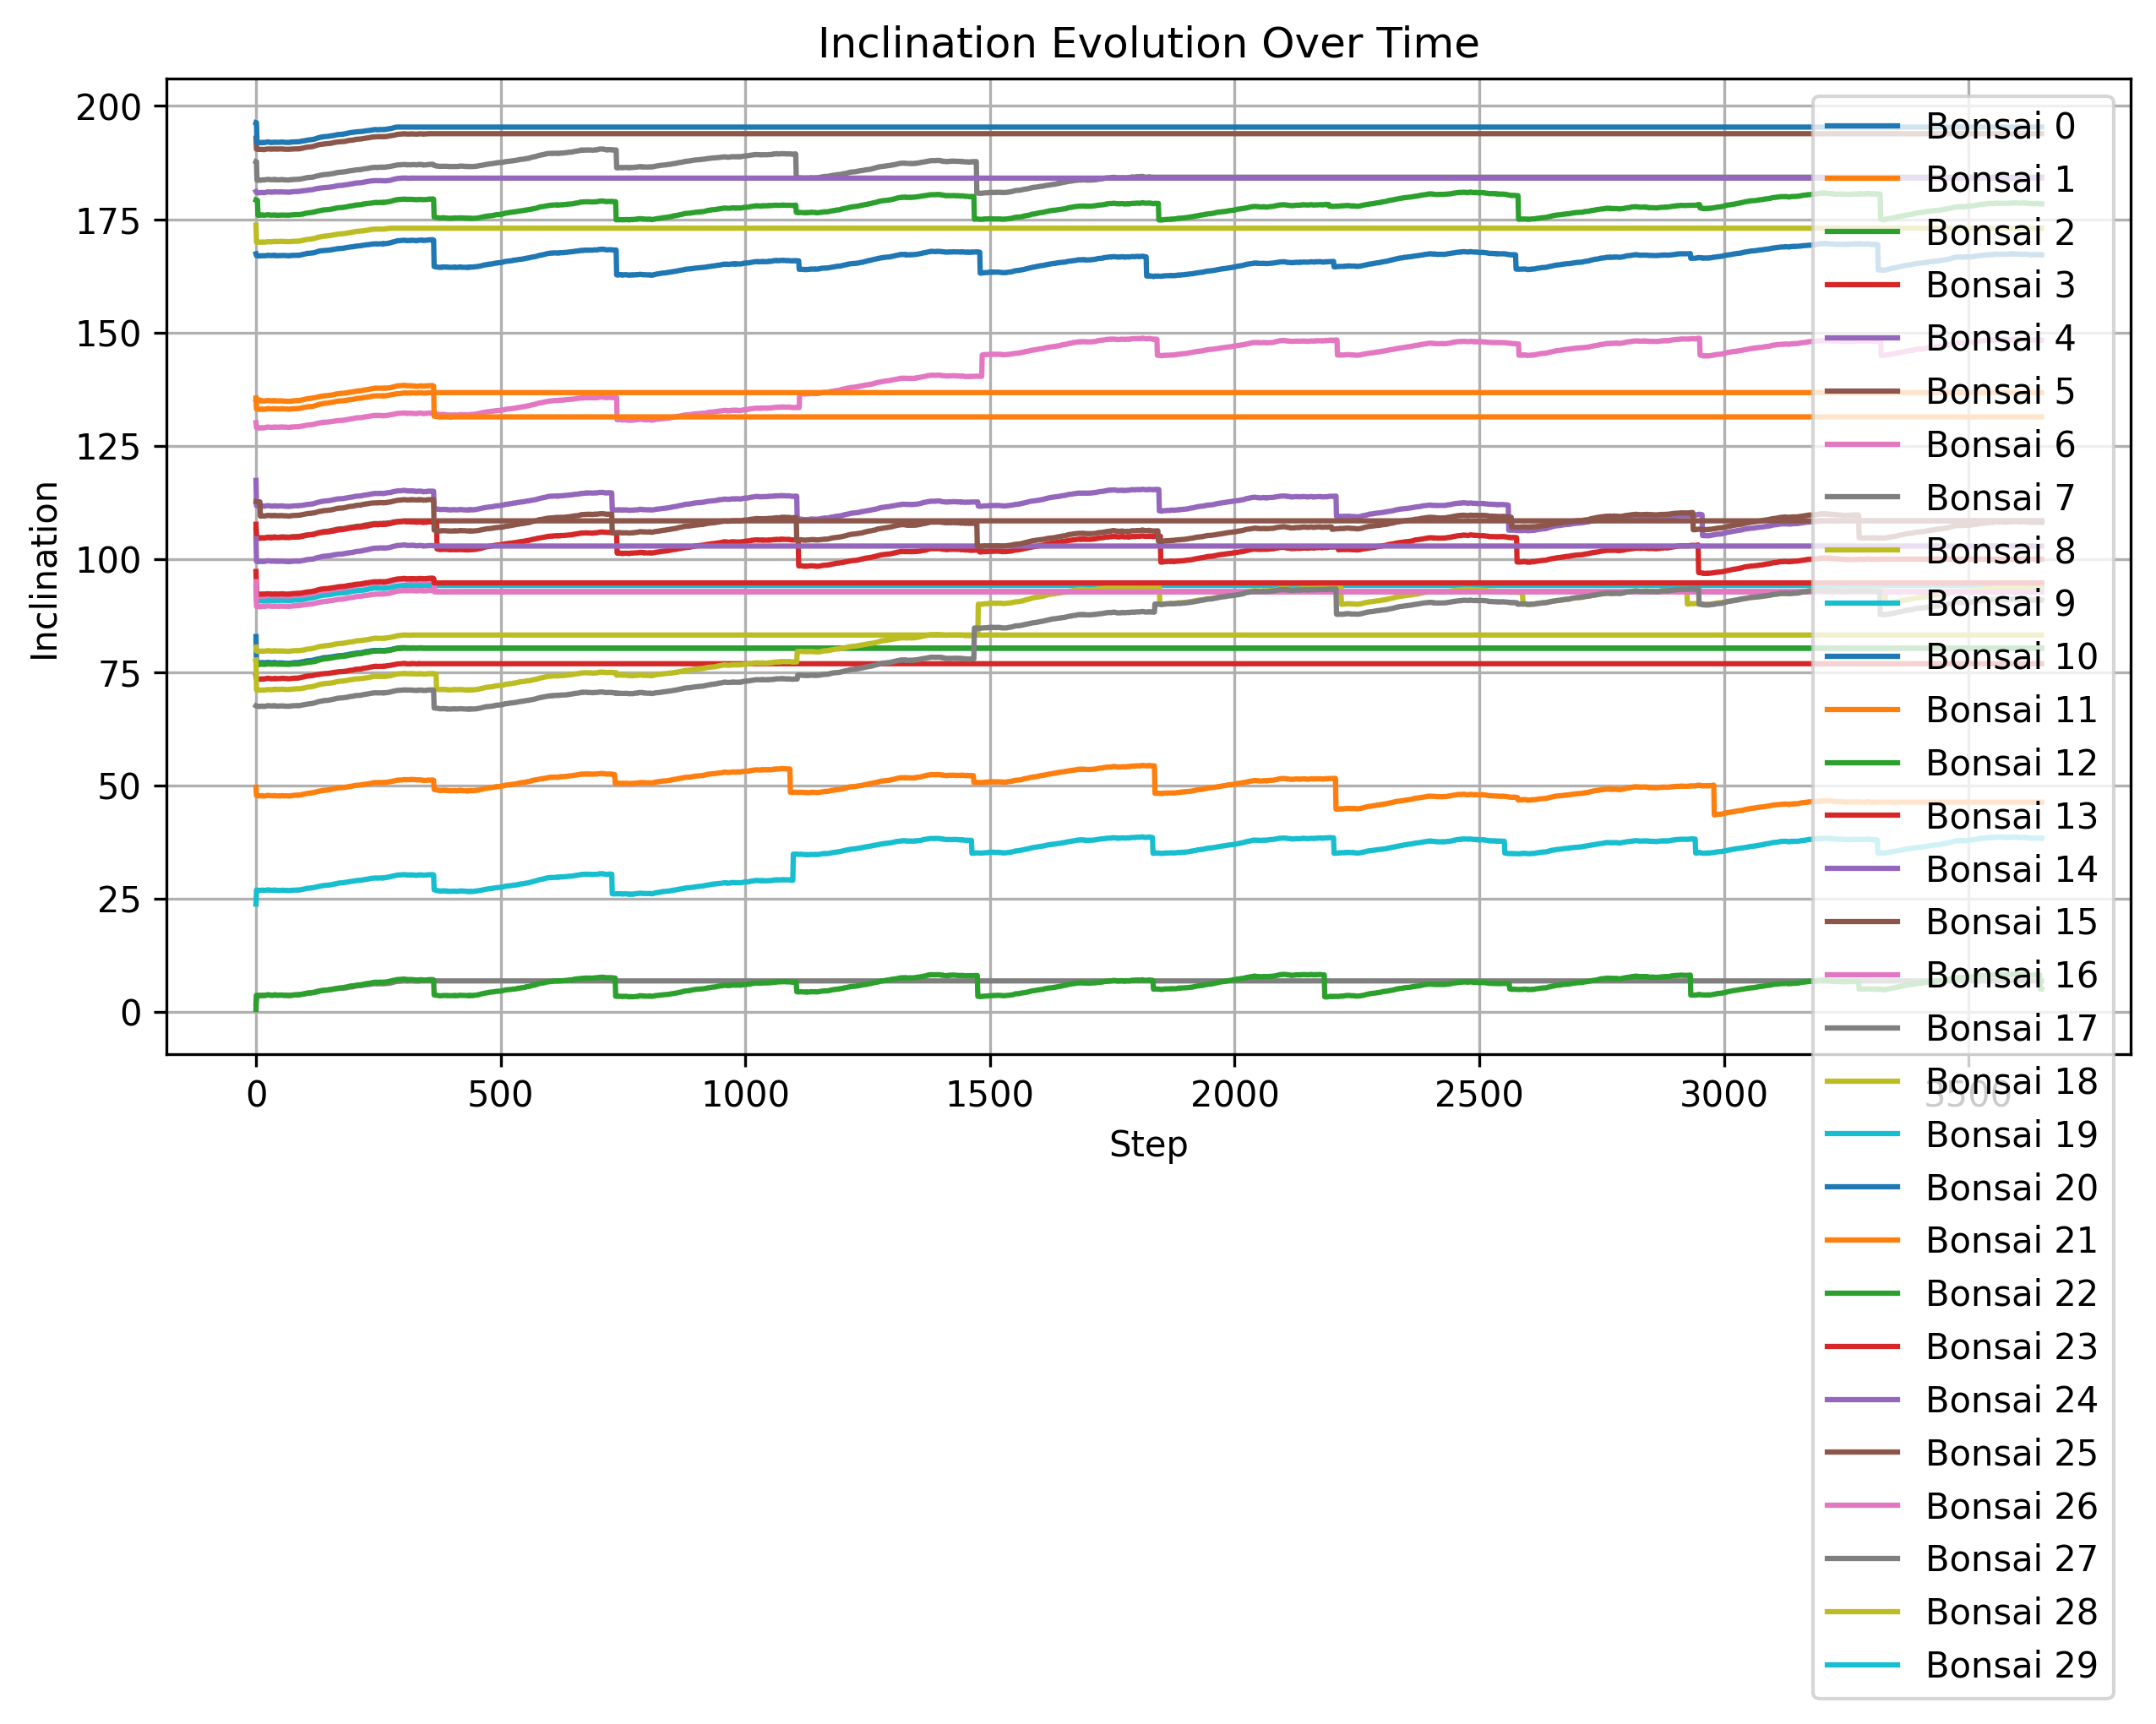 Inclination Evolution Over Time
200
175
150
125
100
75
50
25
0
Inclination
0
500
1000
1500
2000
2500
3000
3500
Step
Bonsai 0
Bonsai 1
Bonsai 2
Bonsai 3
Bonsai 4
Bonsai 5
Bonsai 6
Bonsai 7
Bonsai 8
Bonsai 9
Bonsai 10
Bonsai 11
Bonsai 12
Bonsai 13
Bonsai 14
Bonsai 15
Bonsai 16
Bonsai 17
Bonsai 18
Bonsai 19
Bonsai 20
Bonsai 21
Bonsai 22
Bonsai 23
Bonsai 24
Bonsai 25
Bonsai 26
Bonsai 27
Bonsai 28
Bonsai 29